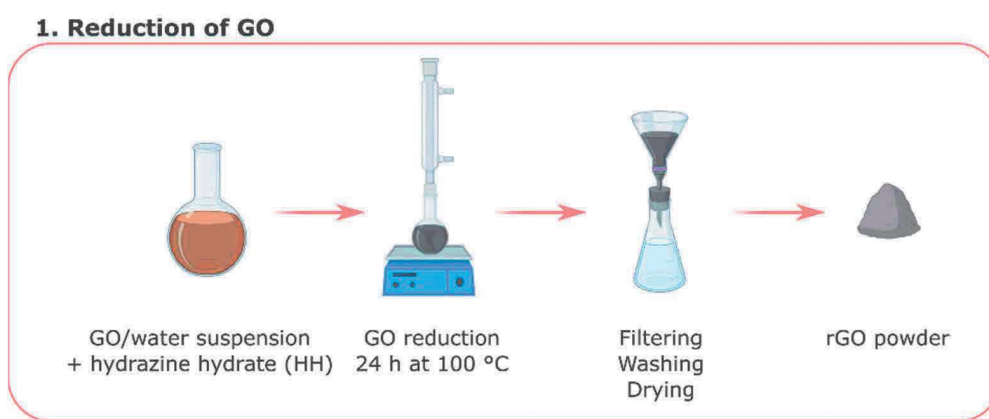 1. Reduction of GO
GO/water suspension
+ hydrazine hydrate (HH)
GO reduction
24 h at 100 °C
Filtering
Washing
Drying
rGO powder